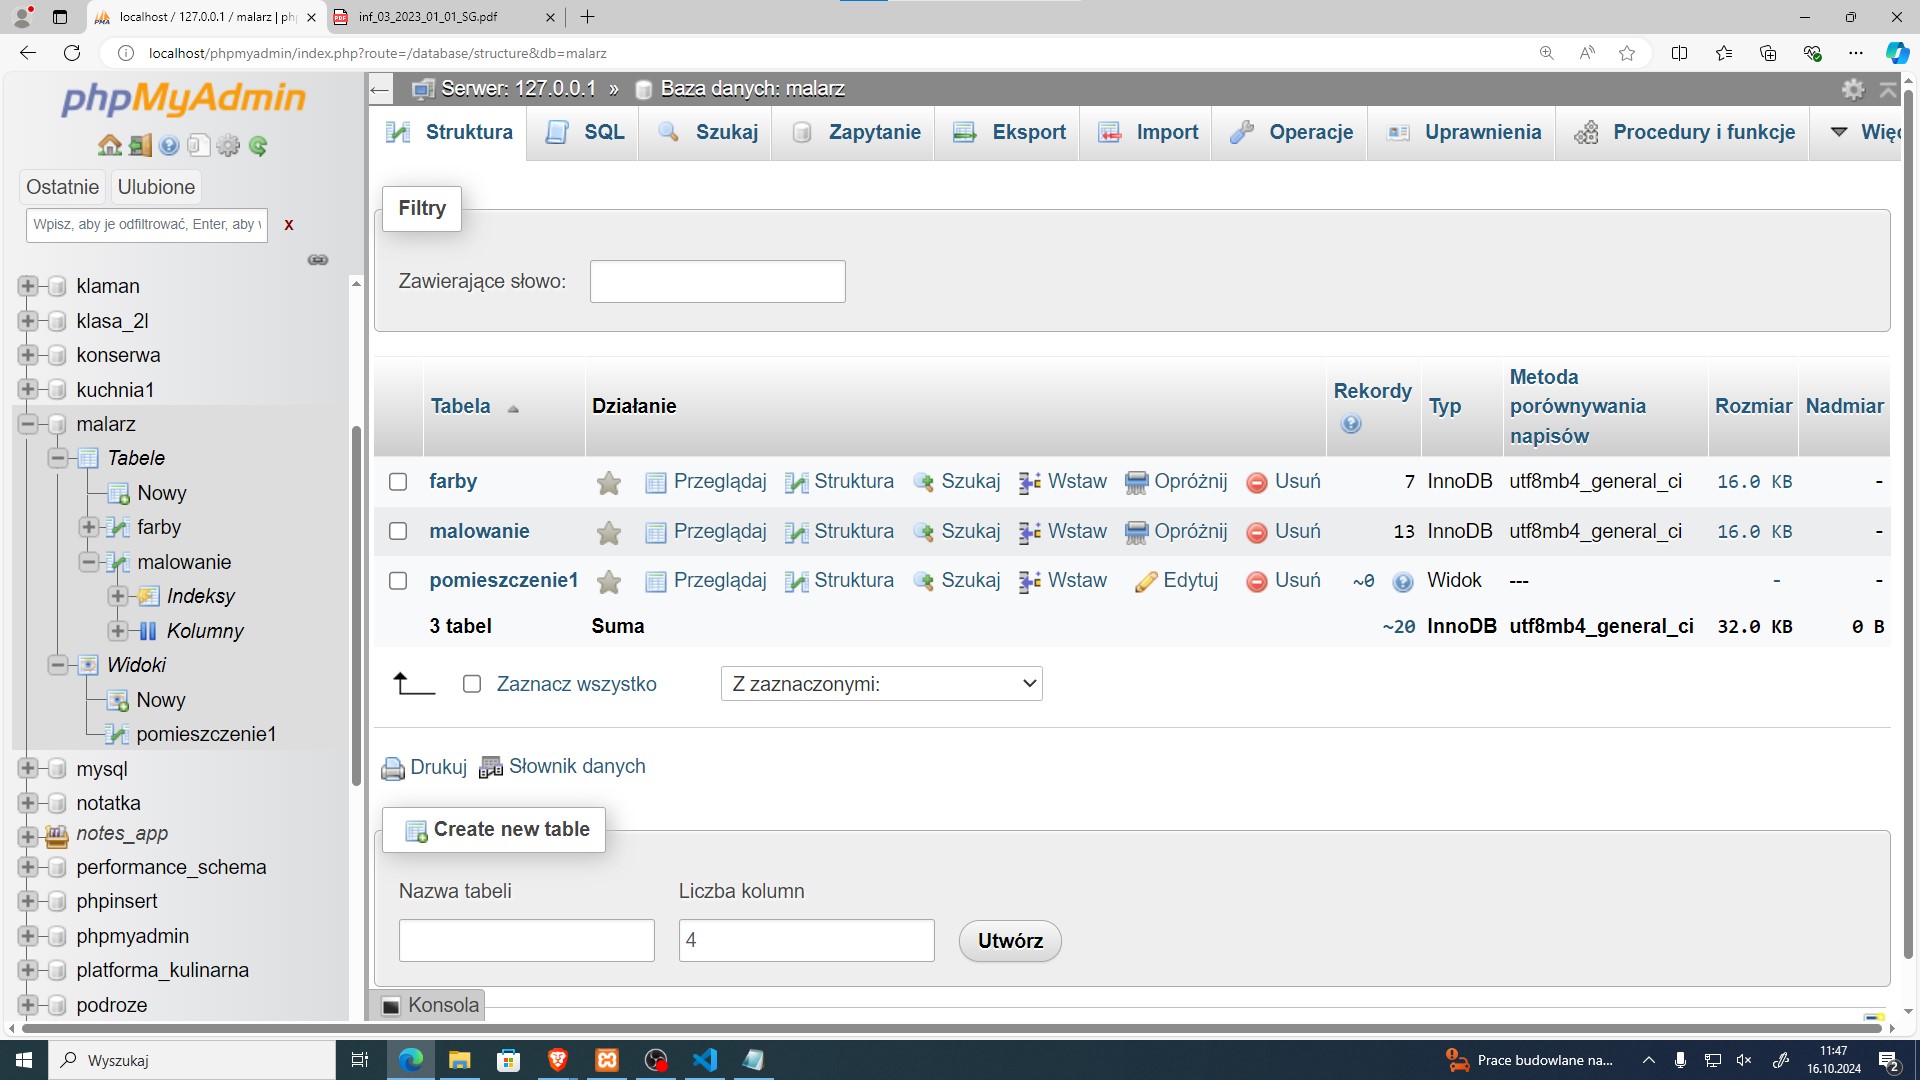 localhost / 127.0.0.1 / malarz | ph
inf_03_2023_01_01_SG.pdf
localhost/phpmyadmin/index.php?route=/database/structure&db=malarz
phpMyAdmin
Ostatnie Ulubione
Wpisz, aby je odfiltrować, Enter, aby
X
klaman
klasa_2l
konserwa
kuchnia1
malarz
Tabele
Nowy
farby
malowanie
Indeksy
Kolumny
Widoki
Nowy
pomieszczenie1
mysql
notatka
notes_app
performance_schema
phpinsert
phpmyadmin
platforma_kulinarna
podroze
Serwer: 127.0.0.1 » Baza danych: malarz
Struktura SQL Szukaj Zapytanie Eksport Import Operacje Uprawnienia Procedury i funkcje Więc
Filtry
Zawierające słowo:
Tabela Działanie Rekordy Typ Metoda porównywania napisów Rozmiar Nadmiar
farby Przeglądaj Struktura Szukaj Wstaw Opróżnij Usuń 7 InnoDB utf8mb4_general_ci 16.0 KB -
malowanie Przeglądaj Struktura Szukaj Wstaw Opróżnij Usuń 13 InnoDB utf8mb4_general_ci 16.0 KB -
pomieszczenie1 Przeglądaj Struktura Szukaj Wstaw Edytuj Usuń ~0 Widok --- - -
3 tabel Suma ~20 InnoDB utf8mb4_general_ci 32.0 KB 0 B
Zaznacz wszystko Z zaznaczonymi:
Drukuj Słownik danych
Create new table
Nazwa tabeli Liczba kolumn
4 Utwórz
Konsola
Wyszukaj
Prace budowlane na...
11:47
16.10.2024
2